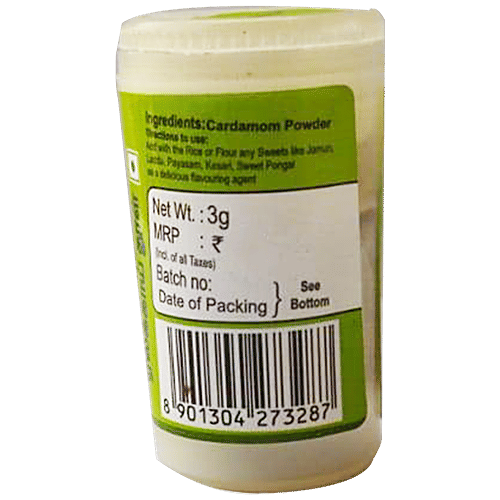 Ingredients:Cardamom Powder
Directions to use:
Add with the Rice or Flour any Sweets like Jamun,
Laddu, Payasam, Kesari, Sweet Pongal
as a delicious flavouring agent
Net Wt. : 3g
MRP : ₹
(Incl. of all Taxes)
Batch no:
Date of Packing } See Bottom
8 901304 273287